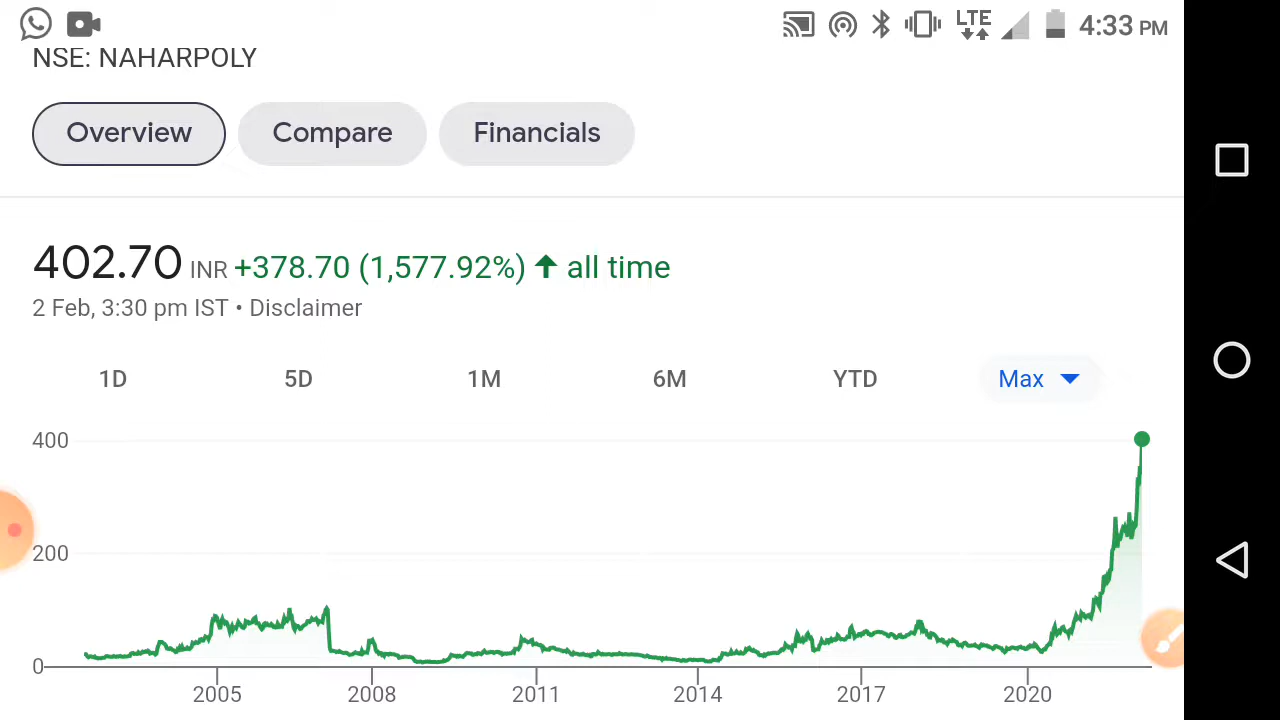 LTE 4:33 PM
NSE: NAHARPOLY
Overview Compare Financials
402.70 INR +378.70 (1,577.92%) ↑ all time
2 Feb, 3:30 pm IST • Disclaimer
1D 5D 1M 6M YTD Max
400
200
0
2005 2008 2011 2014 2017 2020